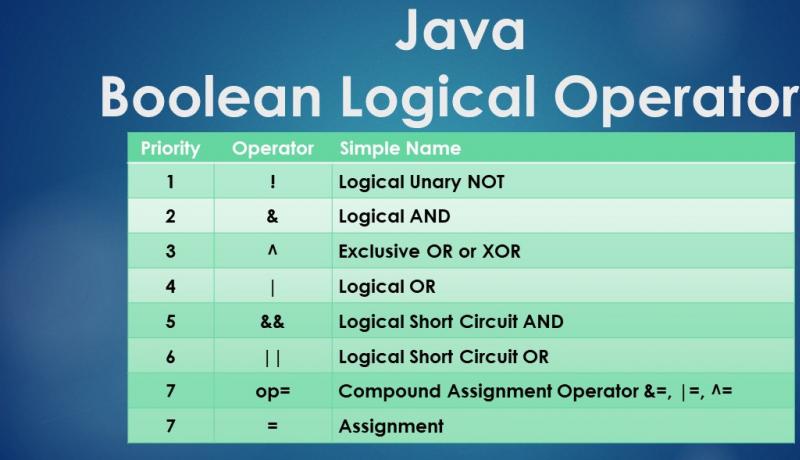 Java
Boolean Logical Operator
Priority Operator Simple Name
1 ! Logical Unary NOT
2 & Logical AND
3 ^ Exclusive OR or XOR
4 | Logical OR
5 && Logical Short Circuit AND
6 || Logical Short Circuit OR
7 op= Compound Assignment Operator &=, |=, ^=
7 = Assignment